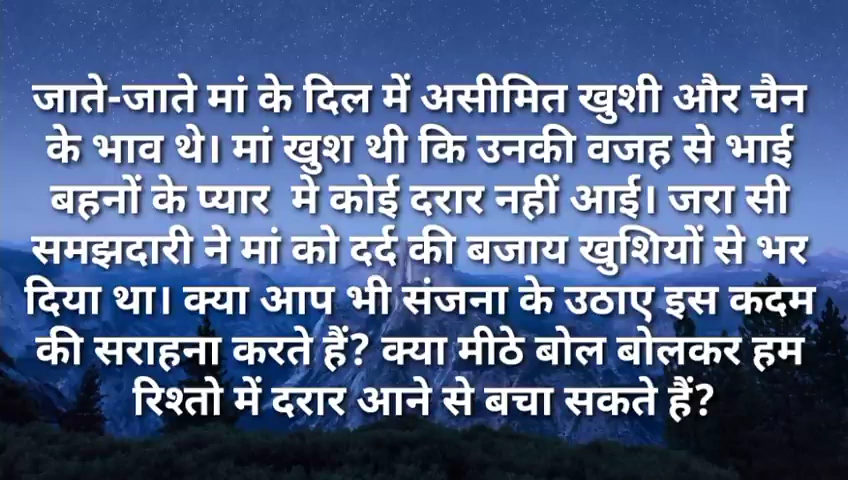 जाते-जाते मां के दिल में असीमित खुशी और चैन
के भाव थे। मां खुश थी कि उनकी वजह से भाई
बहनों के प्यार  मे कोई दरार नहीं आई। जरा सी
समझदारी ने मां को दर्द की बजाय खुशियों से भर
दिया था। क्या आप भी संजना के उठाए इस कदम
की सराहना करते हैं? क्या मीठे बोल बोलकर हम
रिश्तो में दरार आने से बचा सकते हैं?